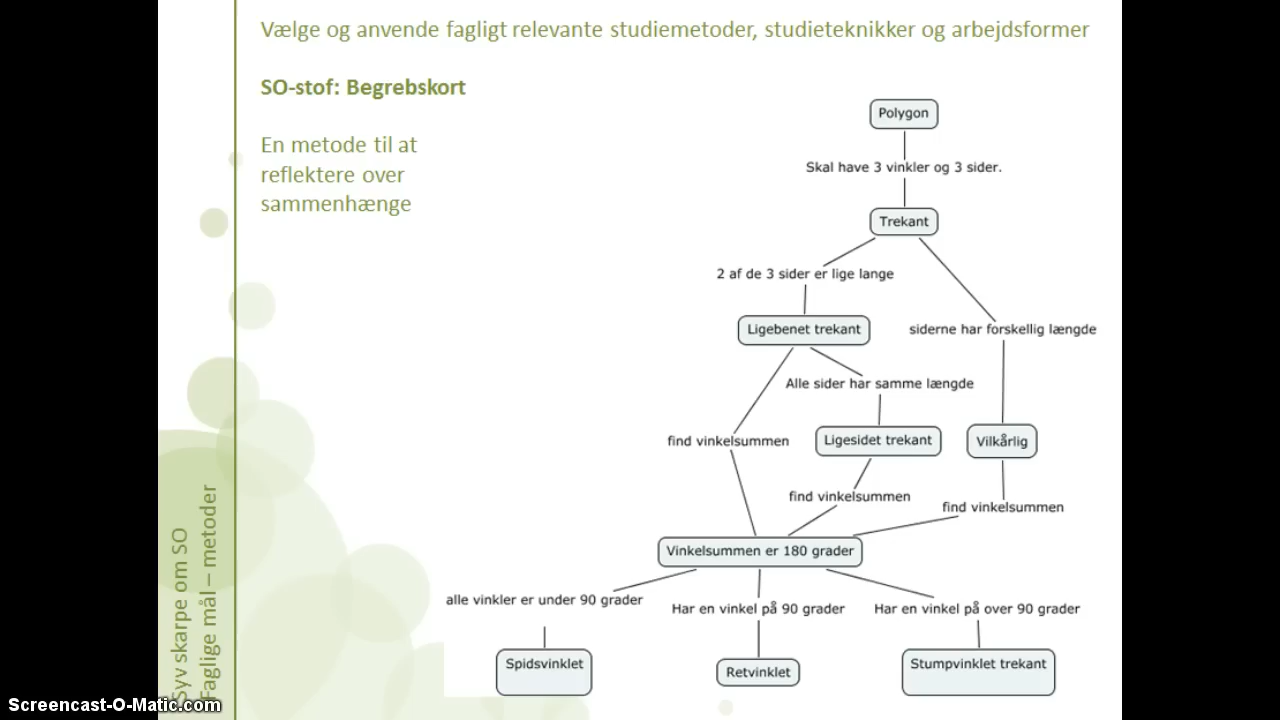 Vælge og anvende fagligt relevante studiemetoder, studieteknikker og arbejdsformer
SO-stof: Begrebskort
En metode til at
reflektere over
sammenhænge
Polygon
Skal have 3 vinkler og 3 sider.
Trekant
2 af de 3 sider er lige lange
Ligebenet trekant
siderne har forskellig længde
Alle sider har samme længde
find vinkelsummen
Ligesidet trekant
Vilkårlig
find vinkelsummen
find vinkelsummen
Vinkelsummen er 180 grader
alle vinkler er under 90 grader
Har en vinkel på 90 grader
Har en vinkel på over 90 grader
Spidsvinklet
Retvinklet
Stumpvinklet trekant
Syv skarpe om SO
Faglige mål – metoder
Screencast-O-Matic.com